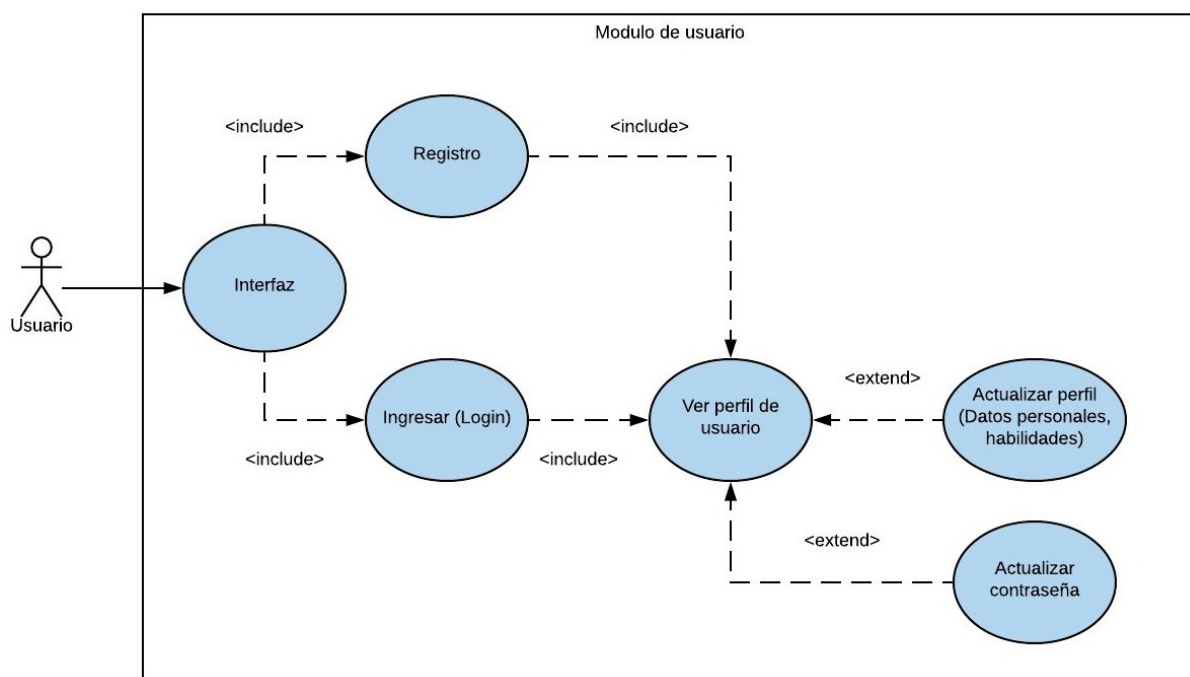 Modulo de usuario
<include>
<include>
Registro
Interfaz
Usuario
<extend>
Ingresar (Login)
Ver perfil de
usuario
Actualizar perfil
(Datos personales,
habilidades)
<include>
<include>
<extend>
Actualizar
contraseña